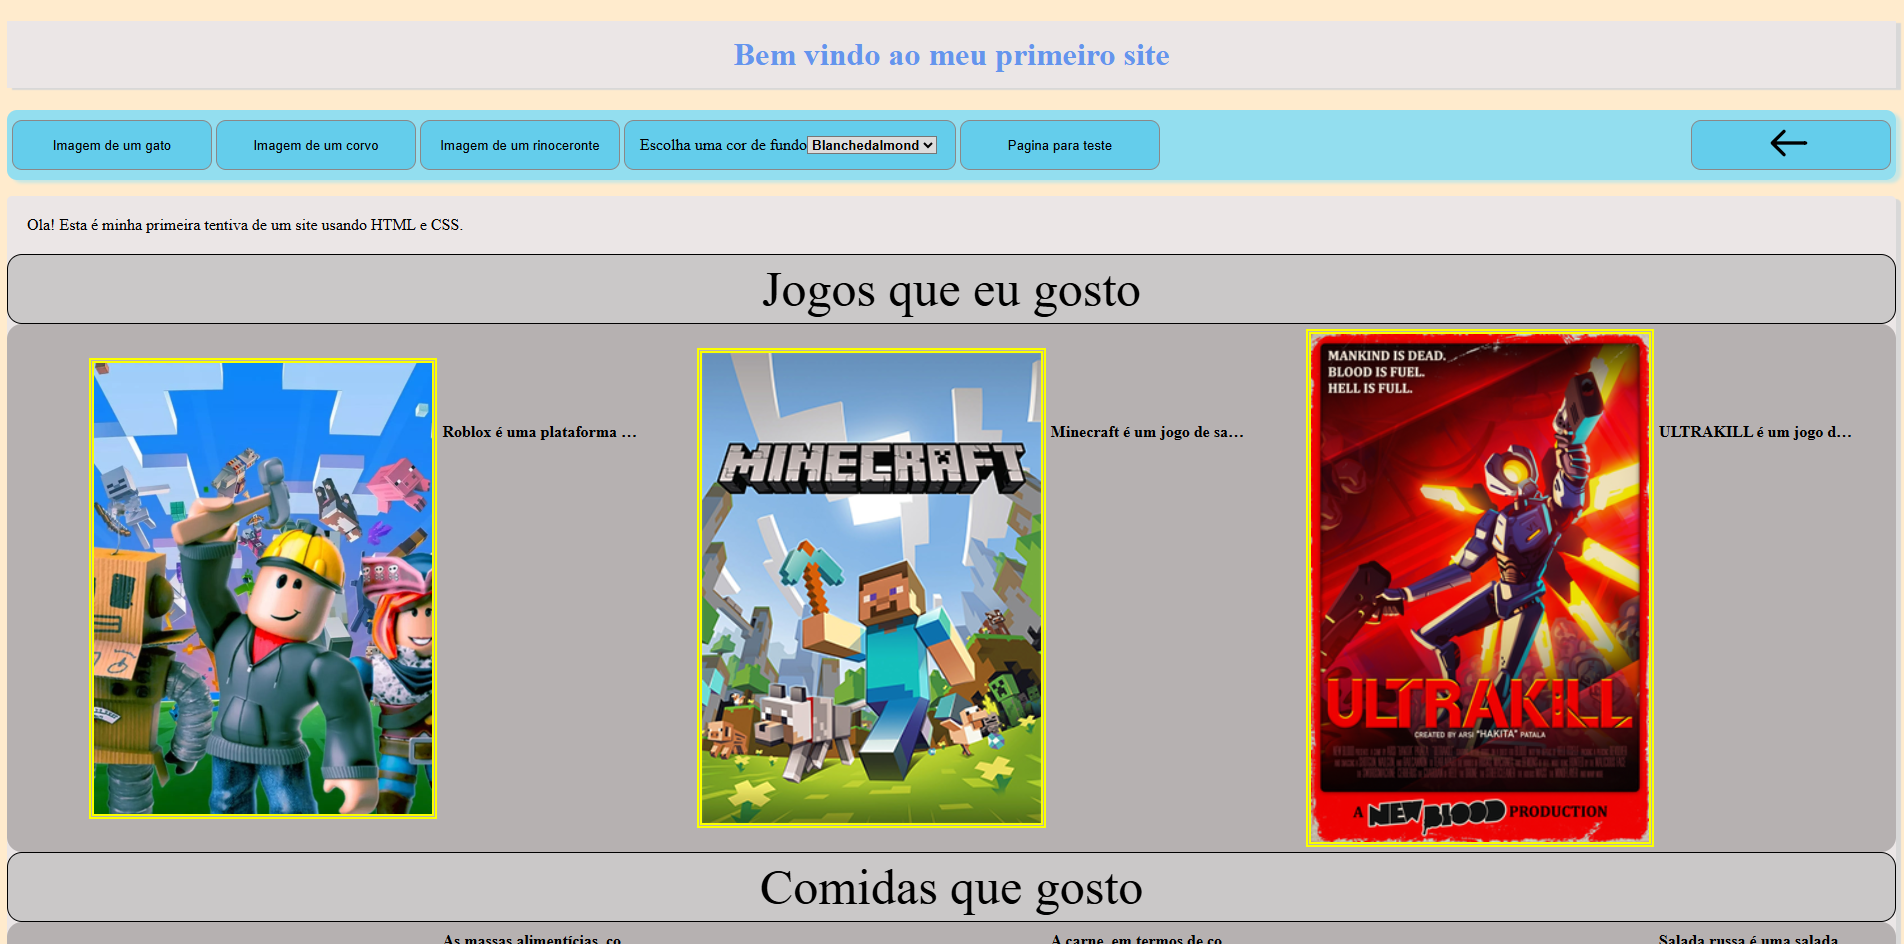 Bem vindo ao meu primeiro site
Imagem de um gato
Imagem de um corvo
Imagem de um rinoceronte
Escolha uma cor de fundo Blanchedalmond
Pagina para teste
Ola! Esta é minha primeira tentiva de um site usando HTML e CSS.
Jogos que eu gosto
Roblox é uma plataforma …
MINECRAFT
Minecraft é um jogo de sa…
MANKIND IS DEAD.
BLOOD IS FUEL.
HELL IS FULL.
ULTRAKILL
CREATED BY ARSI "HAKITA" PATALA
A NEW BLOOD PRODUCTION
ULTRAKILL é um jogo d…
Comidas que gosto
As massas alimentícias, co
A carne, em termos de co
Salada russa é uma salada